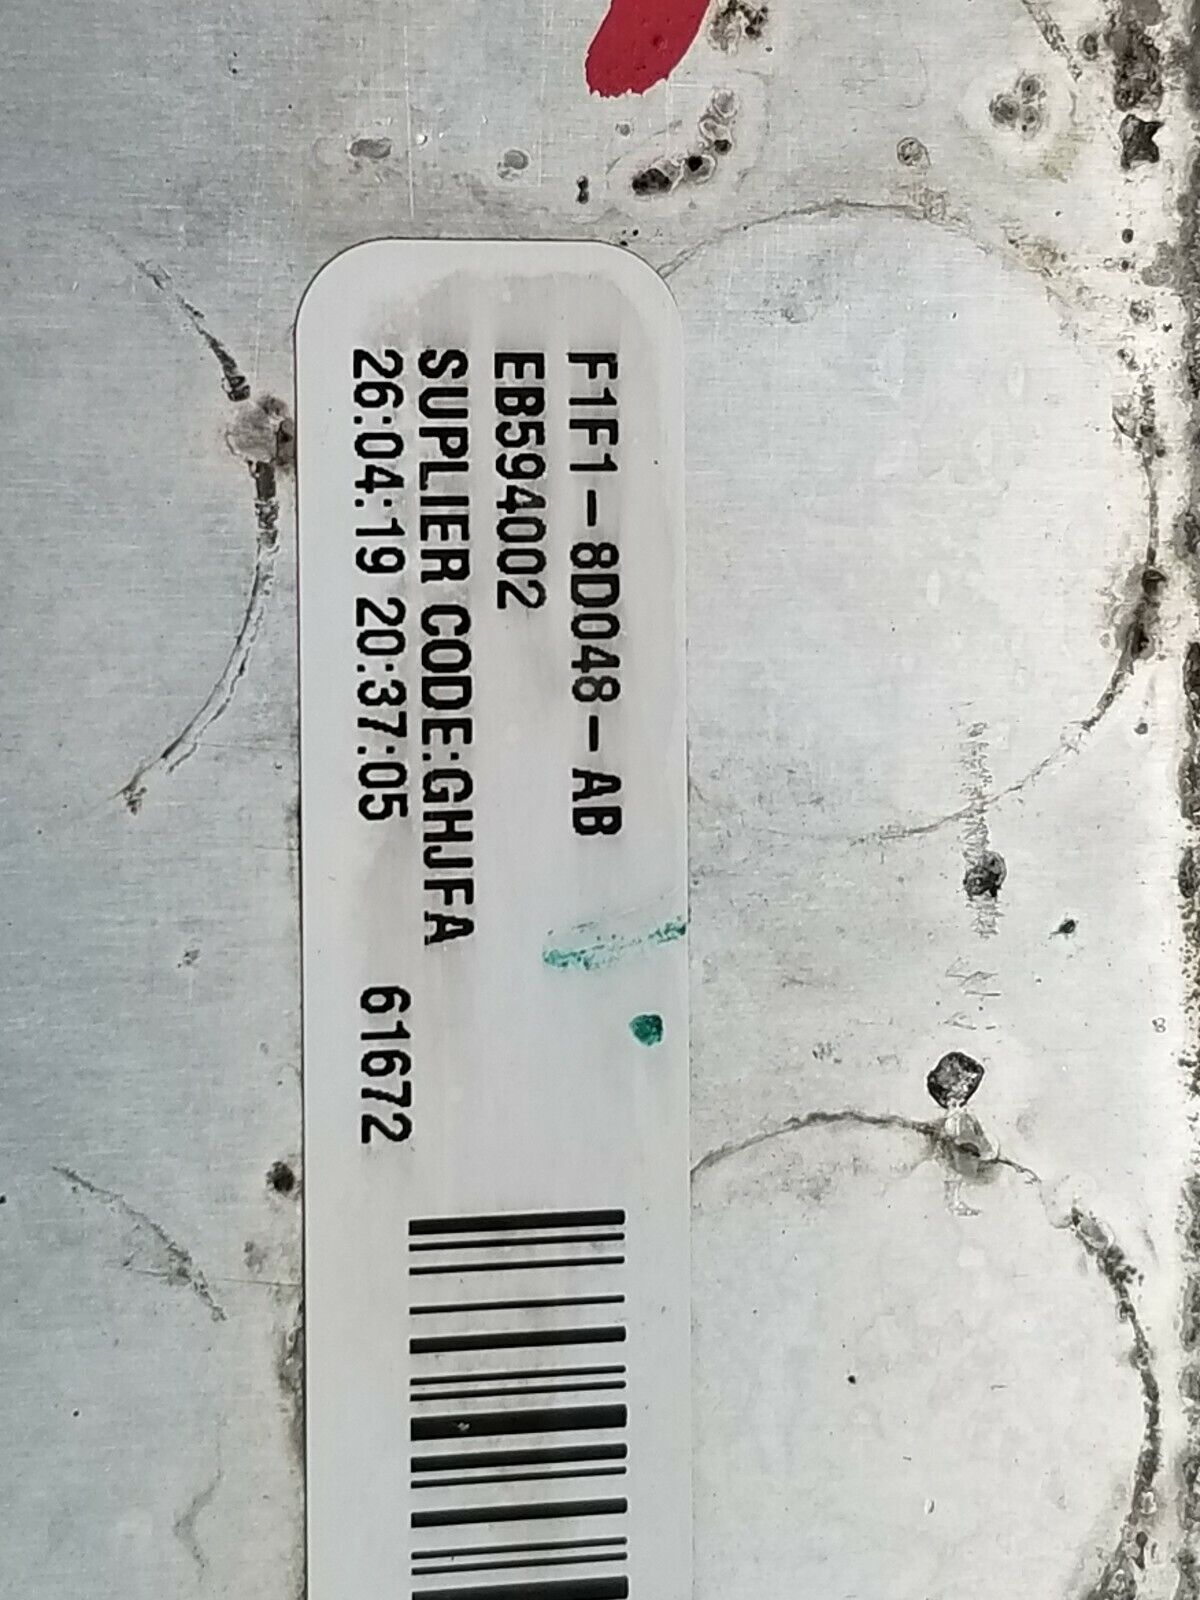 F1F1-8D048-AB
EB594002
SUPLIER CODE:GHJFA
26:04:19 20:37:05 61672